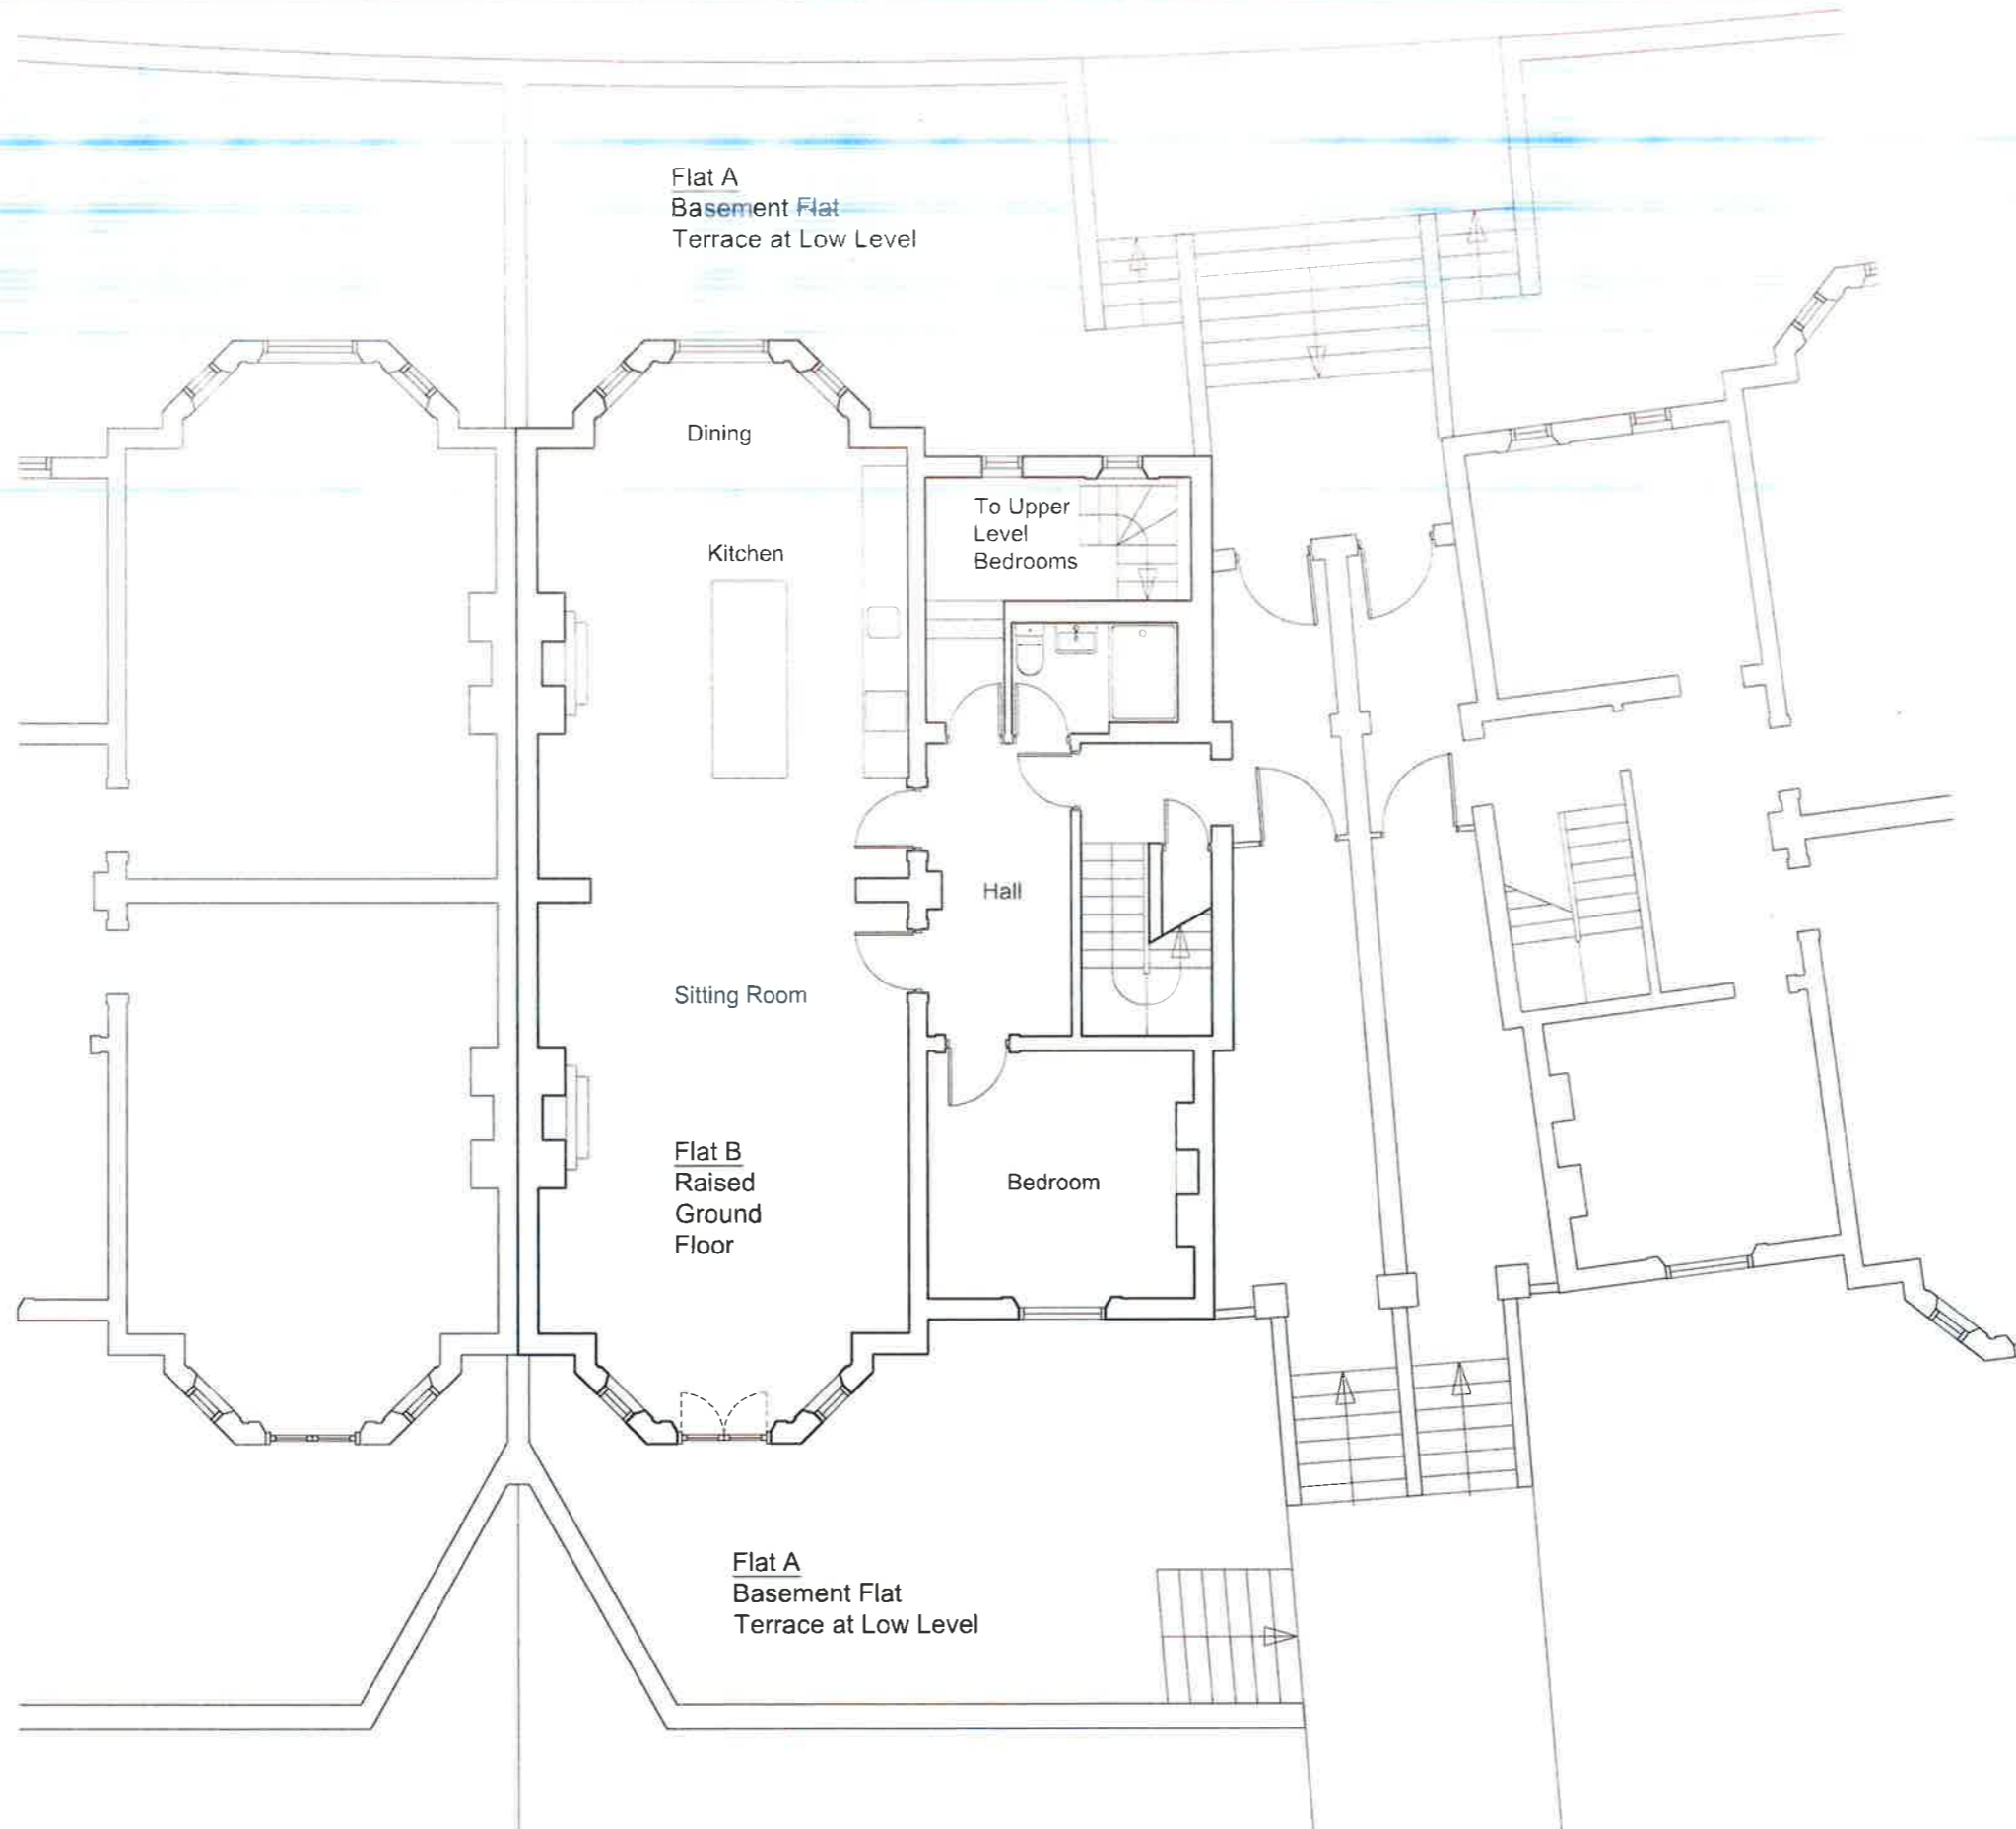 Flat A
Basement Flat
Terrace at Low Level
Dining
Kitchen
To Upper
Level
Bedrooms
Hall
Sitting Room
Flat B
Raised
Ground
Floor
Bedroom
Flat A
Basement Flat
Terrace at Low Level